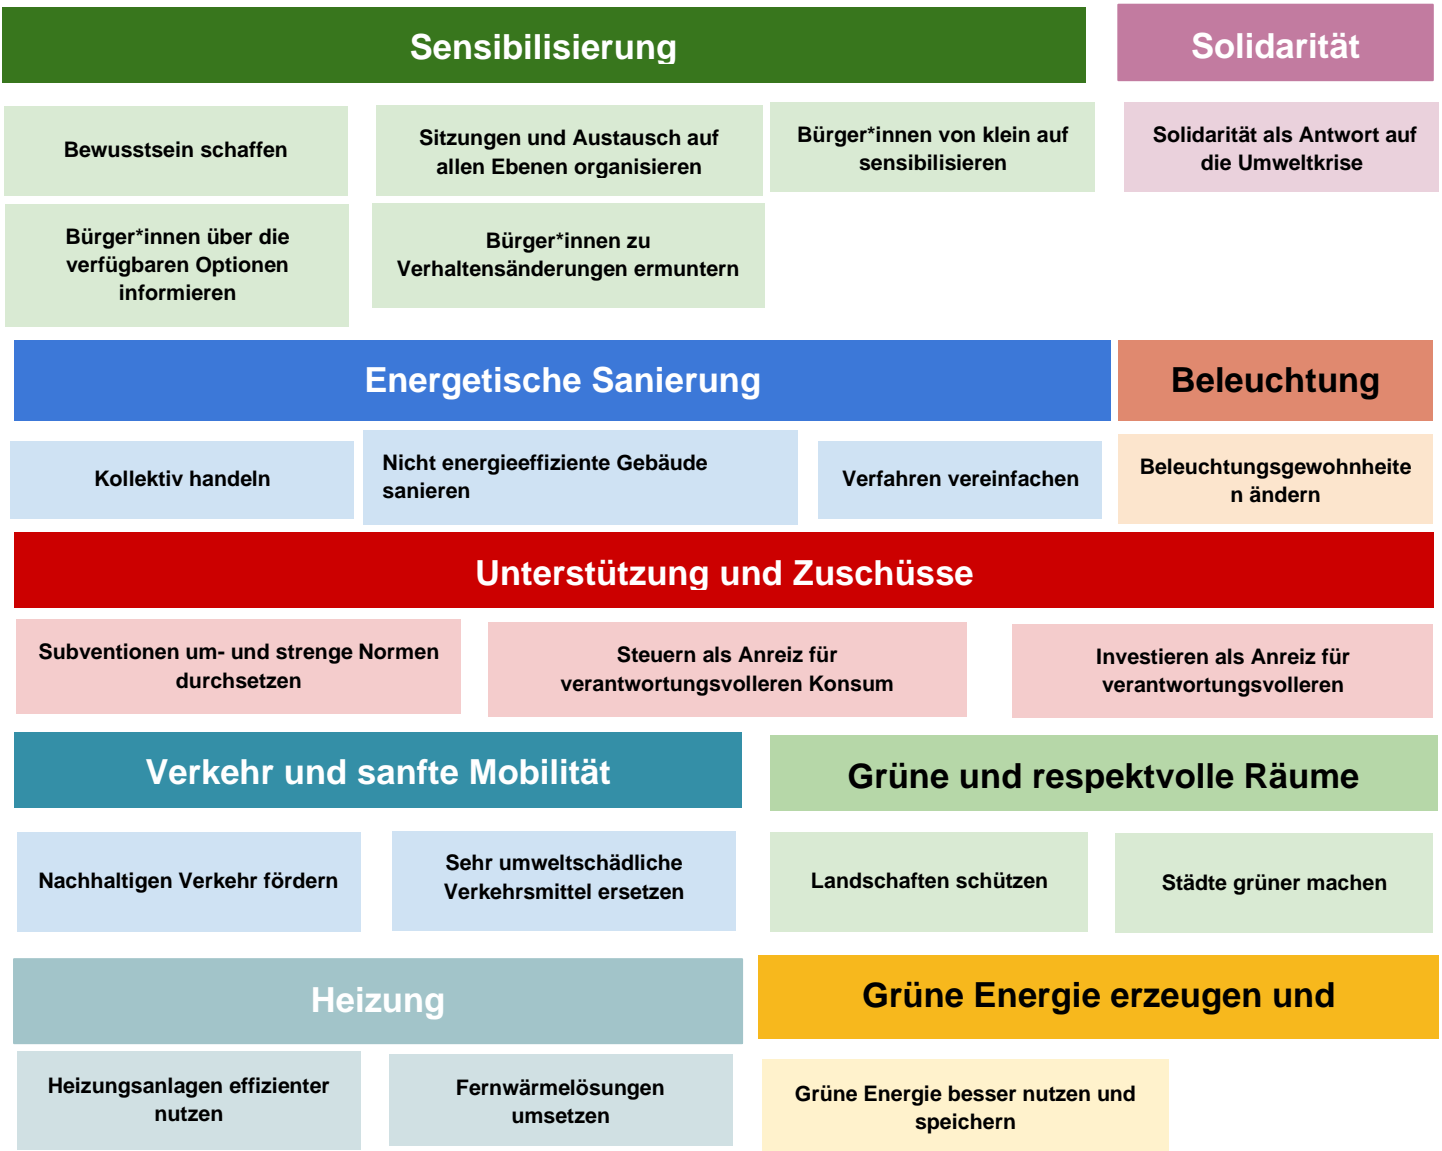 Sensibilisierung
Solidarität
Bewusstsein schaffen
Sitzungen und Austausch auf
allen Ebenen organisieren
Bürger*innen von klein auf
sensibilisieren
Solidarität als Antwort auf
die Umweltkrise
Bürger*innen über die
verfügbaren Optionen
informieren
Bürger*innen zu
Verhaltensänderungen ermuntern
Energetische Sanierung
Beleuchtung
Kollektiv handeln
Nicht energieeffiziente Gebäude
sanieren
Verfahren vereinfachen
Beleuchtungsgewohnheite
n ändern
Unterstützung und Zuschüsse
Subventionen um- und strenge Normen
durchsetzen
Steuern als Anreiz für
verantwortungsvolleren Konsum
Investieren als Anreiz für
verantwortungsvolleren
Verkehr und sanfte Mobilität
Grüne und respektvolle Räume
Nachhaltigen Verkehr fördern
Sehr umweltschädliche
Verkehrsmittel ersetzen
Landschaften schützen
Städte grüner machen
Heizung
Grüne Energie erzeugen und
Heizungsanlagen effizienter
nutzen
Fernwärmelösungen
umsetzen
Grüne Energie besser nutzen und
speichern